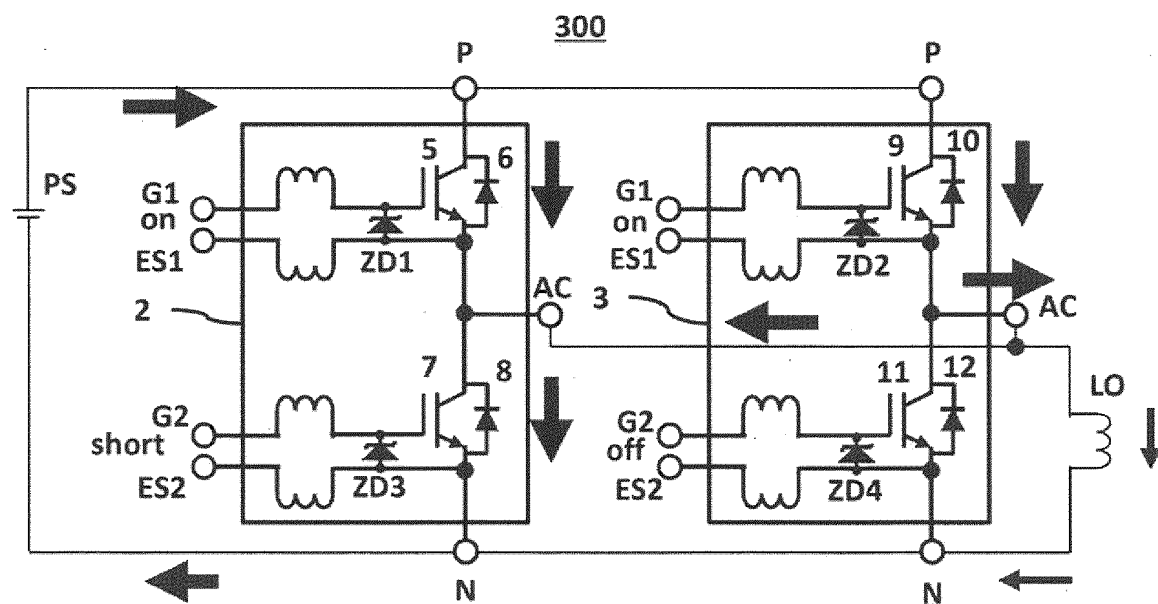 300
P P
PS
5 6 9 10
G1 on ES1 ZD1
G1 on ES1 ZD2
2 AC 3 AC
7 8 11 12
LO
G2 short ES2 ZD3
G2 off ES2 ZD4
N N